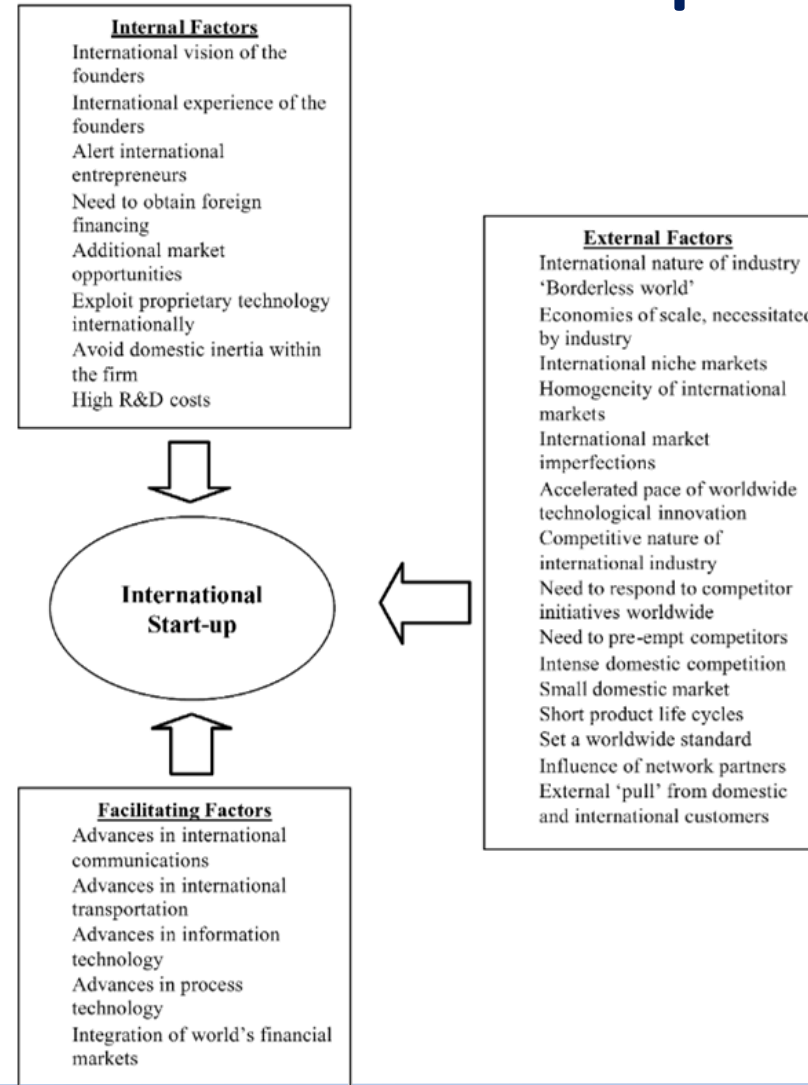 Internal Factors
International vision of the
founders
International experience of the
founders
Alert international
entrepreneurs
Need to obtain foreign
financing
Additional market
opportunities
Exploit proprietary technology
internationally
Avoid domestic inertia within
the firm
High R&D costs
External Factors
International nature of industry
‘Borderless world’
Economies of scale, necessitated
by industry
International niche markets
Homogeneity of international
markets
International market
imperfections
Accelerated pace of worldwide
technological innovation
Competitive nature of
international industry
Need to respond to competitor
initiatives worldwide
Need to pre-empt competitors
Intense domestic competition
Small domestic market
Short product life cycles
Set a worldwide standard
Influence of network partners
External ‘pull’ from domestic
and international customers
International
Start-up
Facilitating Factors
Advances in international
communications
Advances in international
transportation
Advances in information
technology
Advances in process
technology
Integration of world’s financial
markets